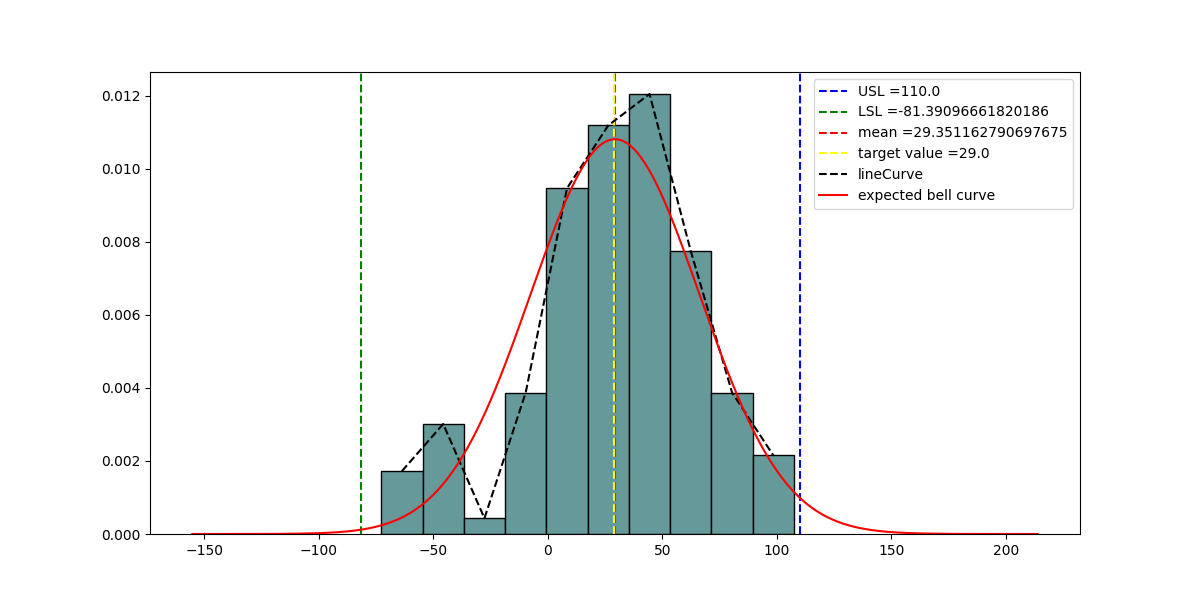 USL =110.0
LSL =-81.39096661820186
mean =29.351162790697675
target value =29.0
lineCurve
expected bell curve
0.012
0.010
0.008
0.006
0.004
0.002
0.000
−150 −100 −50 0 50 100 150 200